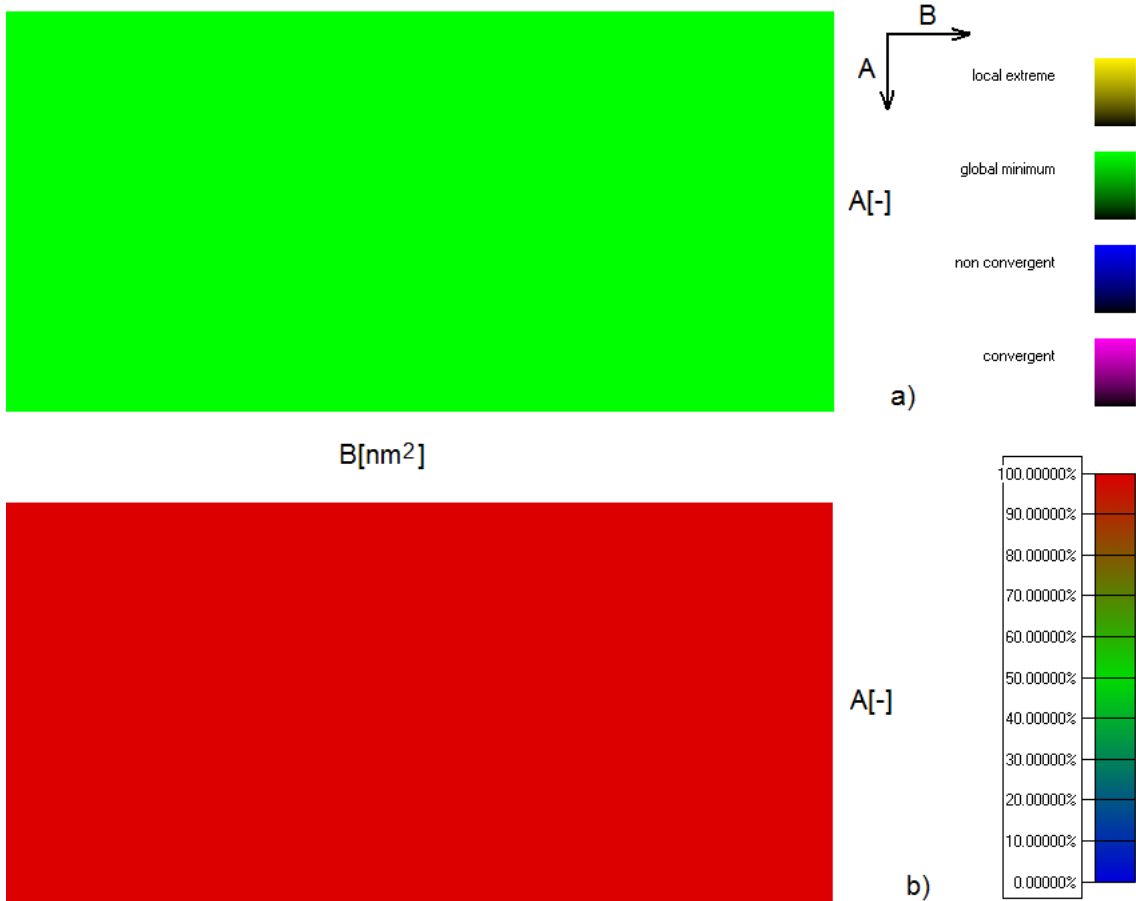 B
A
local extreme
global minimum
A[-]
non convergent
convergent
a)
B[nm²]
100.00000%
90.00000%
80.00000%
70.00000%
60.00000%
50.00000%
40.00000%
30.00000%
20.00000%
10.00000%
0.00000%
A[-]
b)